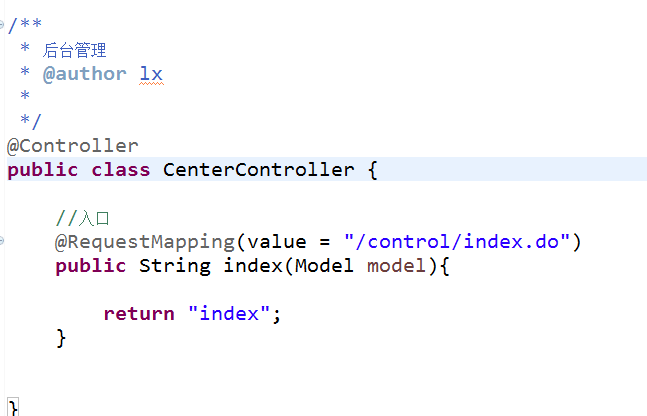 /**
 * 后台管理
 * @author lx
 *
 */
@Controller
public class CenterController {
    //入口
    @RequestMapping(value = "/control/index.do")
    public String index(Model model){
        return "index";
    }
}